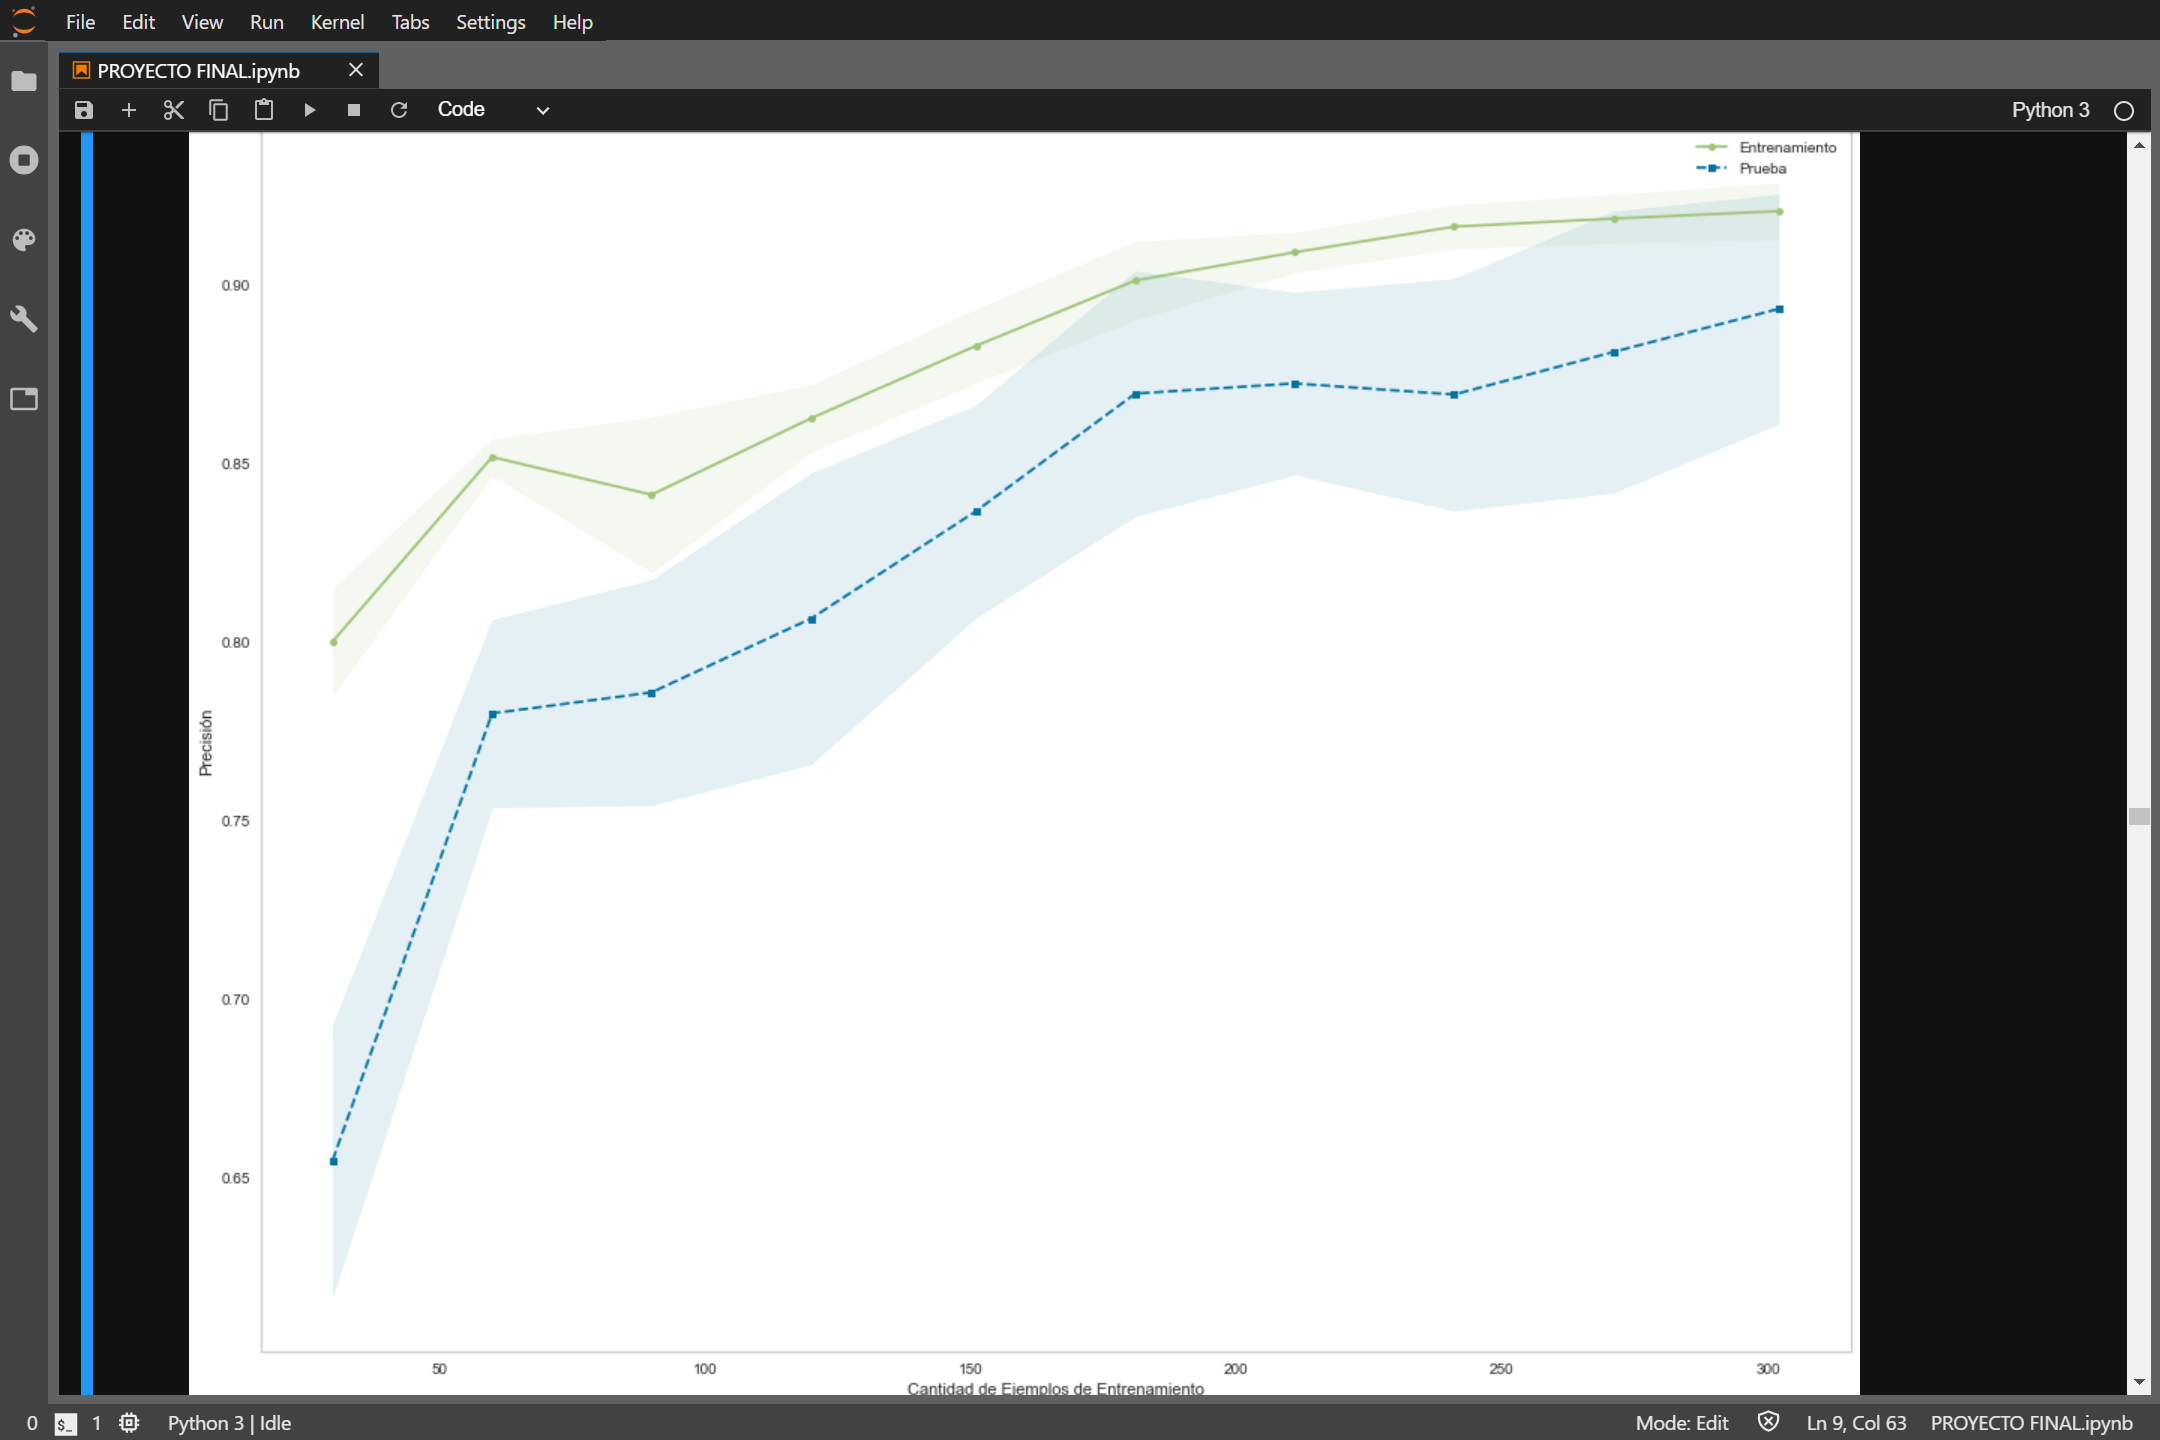 File Edit View Run Kernel Tabs Settings Help
PROYECTO FINAL.ipynb
Code
Python 3
Entrenamiento
Prueba
0.90
0.85
0.80
Precisión
0.75
0.70
0.65
50 100 150 200 250 300
Cantidad de Ejemplos de Entrenamiento
0 $_ 1 Python 3 | Idle Mode: Edit Ln 9, Col 63 PROYECTO FINAL.ipynb